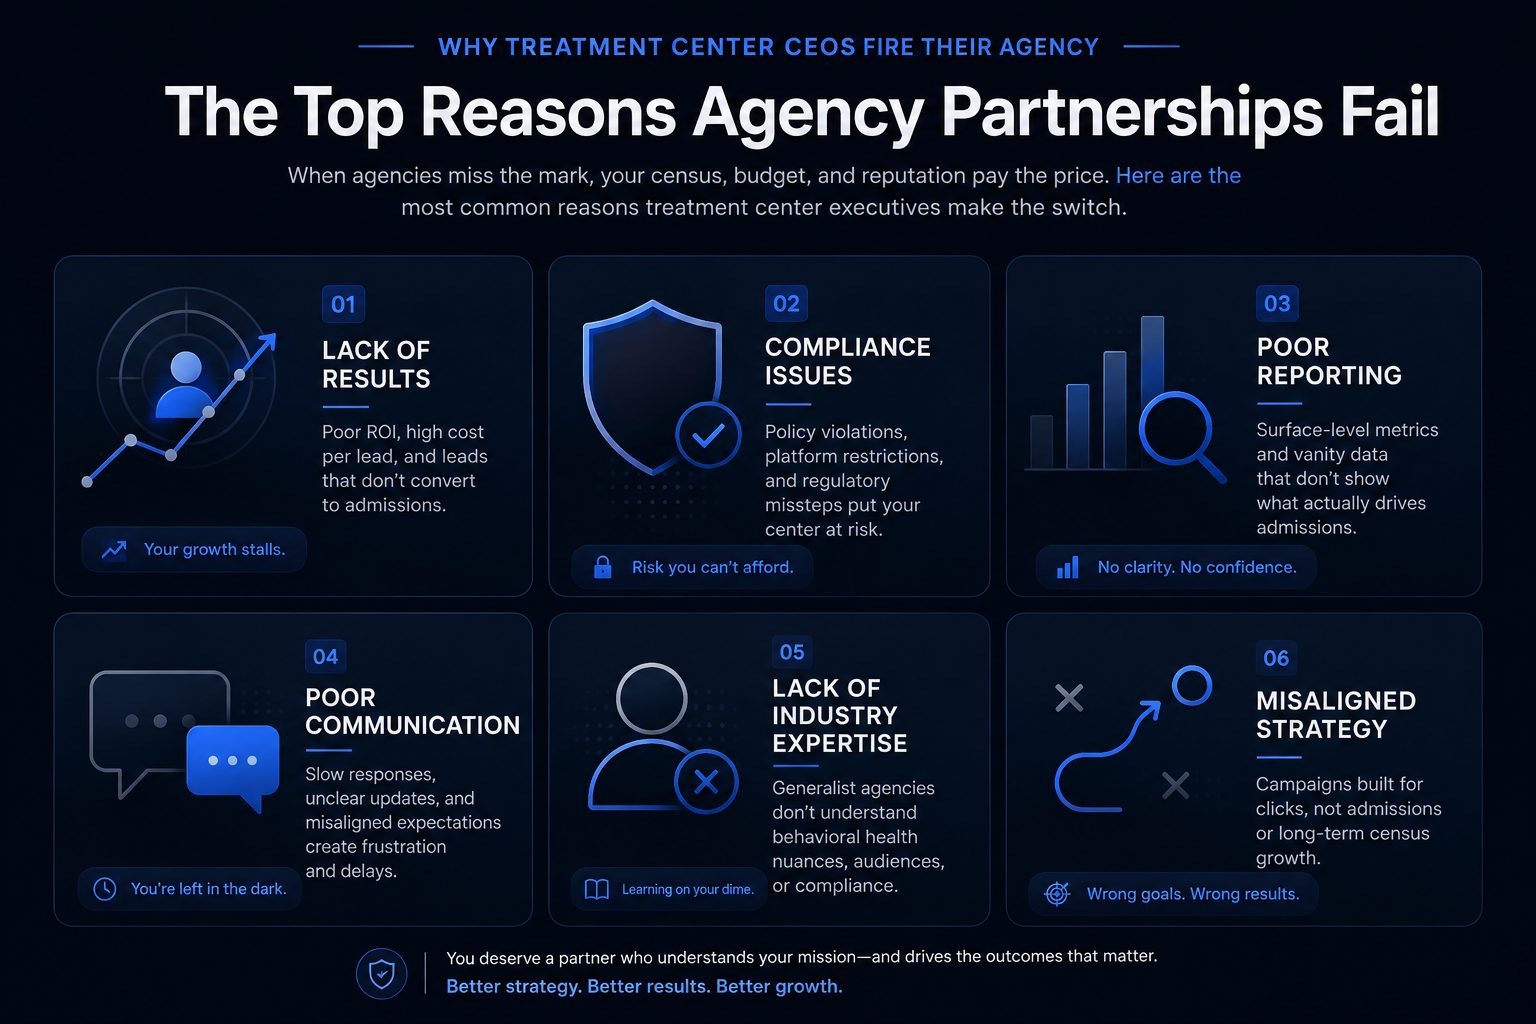 WHY TREATMENT CENTER CEOS FIRE THEIR AGENCY
The Top Reasons Agency Partnerships Fail
When agencies miss the mark, your census, budget, and reputation pay the price. Here are the
most common reasons treatment center executives make the switch.
01
LACK OF
RESULTS
Poor ROI, high cost
per lead, and leads
that don't convert
to admissions.
Your growth stalls.
02
COMPLIANCE
ISSUES
Policy violations,
platform restrictions,
and regulatory
missteps put your
center at risk.
Risk you can't afford.
03
POOR
REPORTING
Surface-level metrics
and vanity data
that don't show
what actually drives
admissions.
No clarity. No confidence.
04
POOR
COMMUNICATION
Slow responses,
unclear updates, and
misaligned expectations
create frustration
and delays.
You're left in the dark.
05
LACK OF
INDUSTRY
EXPERTISE
Generalist agencies
don't understand
behavioral health
nuances, audiences,
or compliance.
Learning on your dime.
06
MISALIGNED
STRATEGY
Campaigns built for
clicks, not admissions
or long-term census
growth.
Wrong goals. Wrong results.
You deserve a partner who understands your mission—and drives the outcomes that matter.
Better strategy. Better results. Better growth.